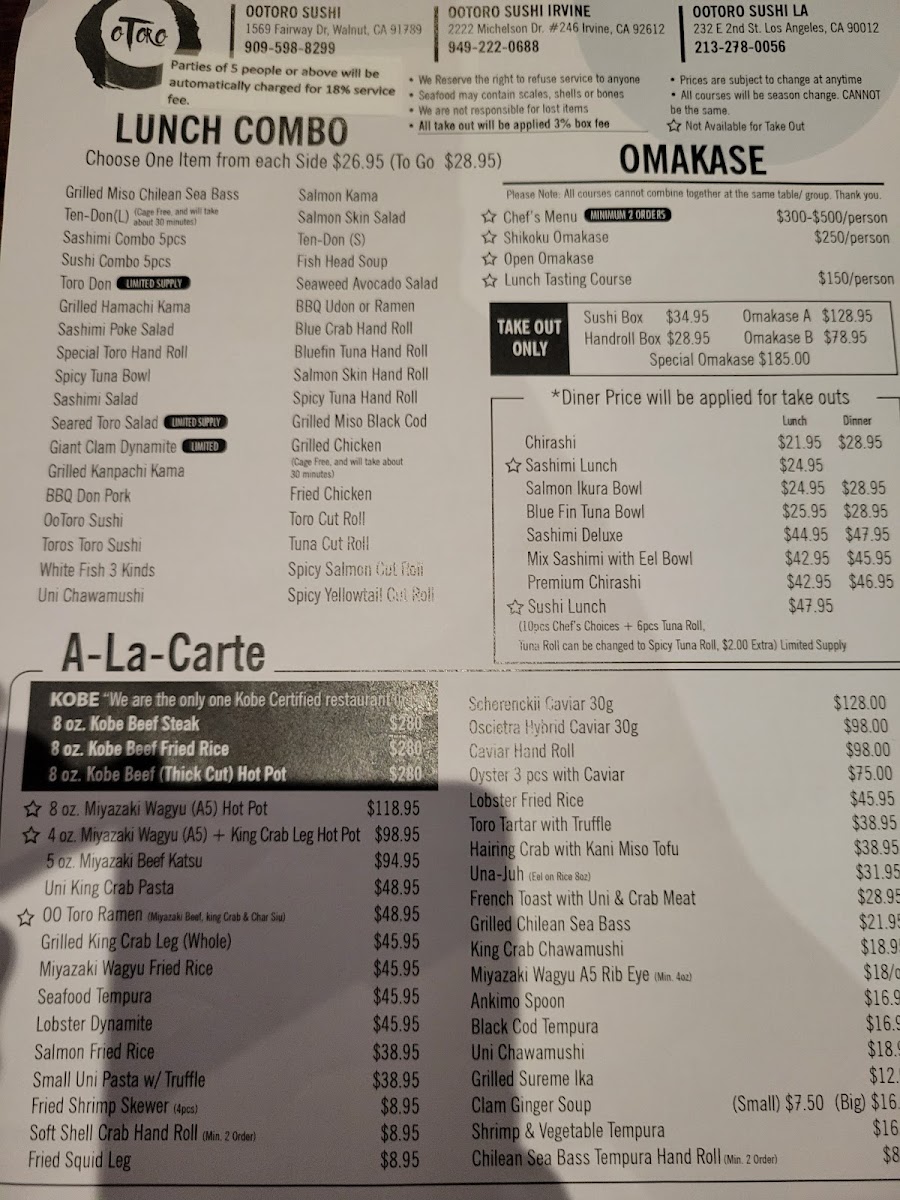 OTORO
OOTORO SUSHI
1569 Fairway Dr, Walnut, CA 91789
909-598-8299
OOTORO SUSHI IRVINE
2222 Michelson Dr. #246 Irvine, CA 92612
949-222-0688
OOTORO SUSHI LA
232 E 2nd St. Los Angeles, CA 90012
213-278-0056
Parties of 5 people or above will be
automatically charged for 18% service
fee.
• We Reserve the right to refuse service to anyone
• Seafood may contain scales, shells or bones
• We are not responsible for lost items
• All take out will be applied 3% box fee
• Prices are subject to change at anytime
• All courses will be season change. CANNOT
be the same.
☆ Not Available for Take Out
LUNCH COMBO
Choose One Item from each Side $26.95 (To Go $28.95)
Grilled Miso Chilean Sea Bass
Ten-Don(L) (Cage Free, and will take
about 30 minutes)
Sashimi Combo 5pcs
Sushi Combo 5pcs
Toro Don LIMITED SUPPLY
Grilled Hamachi Kama
Sashimi Poke Salad
Special Toro Hand Roll
Spicy Tuna Bowl
Sashimi Salad
Seared Toro Salad LIMITED SUPPLY
Giant Clam Dynamite LIMITED
Grilled Kanpachi Kama
BBQ Don Pork
OoToro Sushi
Toros Toro Sushi
White Fish 3 Kinds
Uni Chawamushi
Salmon Kama
Salmon Skin Salad
Ten-Don (S)
Fish Head Soup
Seaweed Avocado Salad
BBQ Udon or Ramen
Blue Crab Hand Roll
Bluefin Tuna Hand Roll
Salmon Skin Hand Roll
Spicy Tuna Hand Roll
Grilled Miso Black Cod
Grilled Chicken
(Cage Free, and will take about
30 minutes)
Fried Chicken
Toro Cut Roll
Tuna Cut Roll
Spicy Salmon Cut Roll
Spicy Yellowtail Cut Roll
OMAKASE
Please Note: All courses cannot combine together at the same table/ group. Thank you.
☆ Chef's Menu MINIMUM 2 ORDERS $300-$500/person
☆ Shikoku Omakase $250/person
☆ Open Omakase
☆ Lunch Tasting Course $150/person
TAKE OUT
ONLY
Sushi Box $34.95 Omakase A $128.95
Handroll Box $28.95 Omakase B $78.95
Special Omakase $185.00
*Diner Price will be applied for take outs
Lunch Dinner
Chirashi $21.95 $28.95
☆ Sashimi Lunch $24.95
Salmon Ikura Bowl $24.95 $28.95
Blue Fin Tuna Bowl $25.95 $28.95
Sashimi Deluxe $44.95 $47.95
Mix Sashimi with Eel Bowl $42.95 $45.95
Premium Chirashi $42.95 $46.95
☆ Sushi Lunch $47.95
(10pcs Chef's Choices + 6pcs Tuna Roll,
Tuna Roll can be changed to Spicy Tuna Roll, $2.00 Extra) Limited Supply
A-La-Carte
KOBE "We are the only one Kobe Certified restaurant
8 oz. Kobe Beef Steak $280
8 oz. Kobe Beef Fried Rice $280
8 oz. Kobe Beef (Thick Cut) Hot Pot $280
☆ 8 oz. Miyazaki Wagyu (A5) Hot Pot $118.95
☆ 4 oz. Miyazaki Wagyu (A5) + King Crab Leg Hot Pot $98.95
5 oz. Miyazaki Beef Katsu $94.95
Uni King Crab Pasta $48.95
☆ OO Toro Ramen (Miyazaki Beef, king Crab & Char Siu) $48.95
Grilled King Crab Leg (Whole) $45.95
Miyazaki Wagyu Fried Rice $45.95
Seafood Tempura $45.95
Lobster Dynamite $45.95
Salmon Fried Rice $38.95
Small Uni Pasta w/ Truffle $38.95
Fried Shrimp Skewer (4pcs) $8.95
Soft Shell Crab Hand Roll (Min. 2 Order) $8.95
Fried Squid Leg $8.95
Scherenckii Caviar 30g $128.00
Oscietra Hybrid Caviar 30g $98.00
Caviar Hand Roll $98.00
Oyster 3 pcs with Caviar $75.00
Lobster Fried Rice $45.95
Toro Tartar with Truffle $38.95
Hairing Crab with Kani Miso Tofu $38.95
Una-Juh (Eel on Rice 8oz) $31.95
French Toast with Uni & Crab Meat $28.95
Grilled Chilean Sea Bass $21.95
King Crab Chawamushi $18.9
Miyazaki Wagyu A5 Rib Eye (Min. 4oz) $18/
Ankimo Spoon $16.9
Black Cod Tempura $16.9
Uni Chawamushi $18.
Grilled Sureme Ika $12.
Clam Ginger Soup (Small) $7.50 (Big) $16.
Shrimp & Vegetable Tempura $16
Chilean Sea Bass Tempura Hand Roll (Min. 2 Order) $8